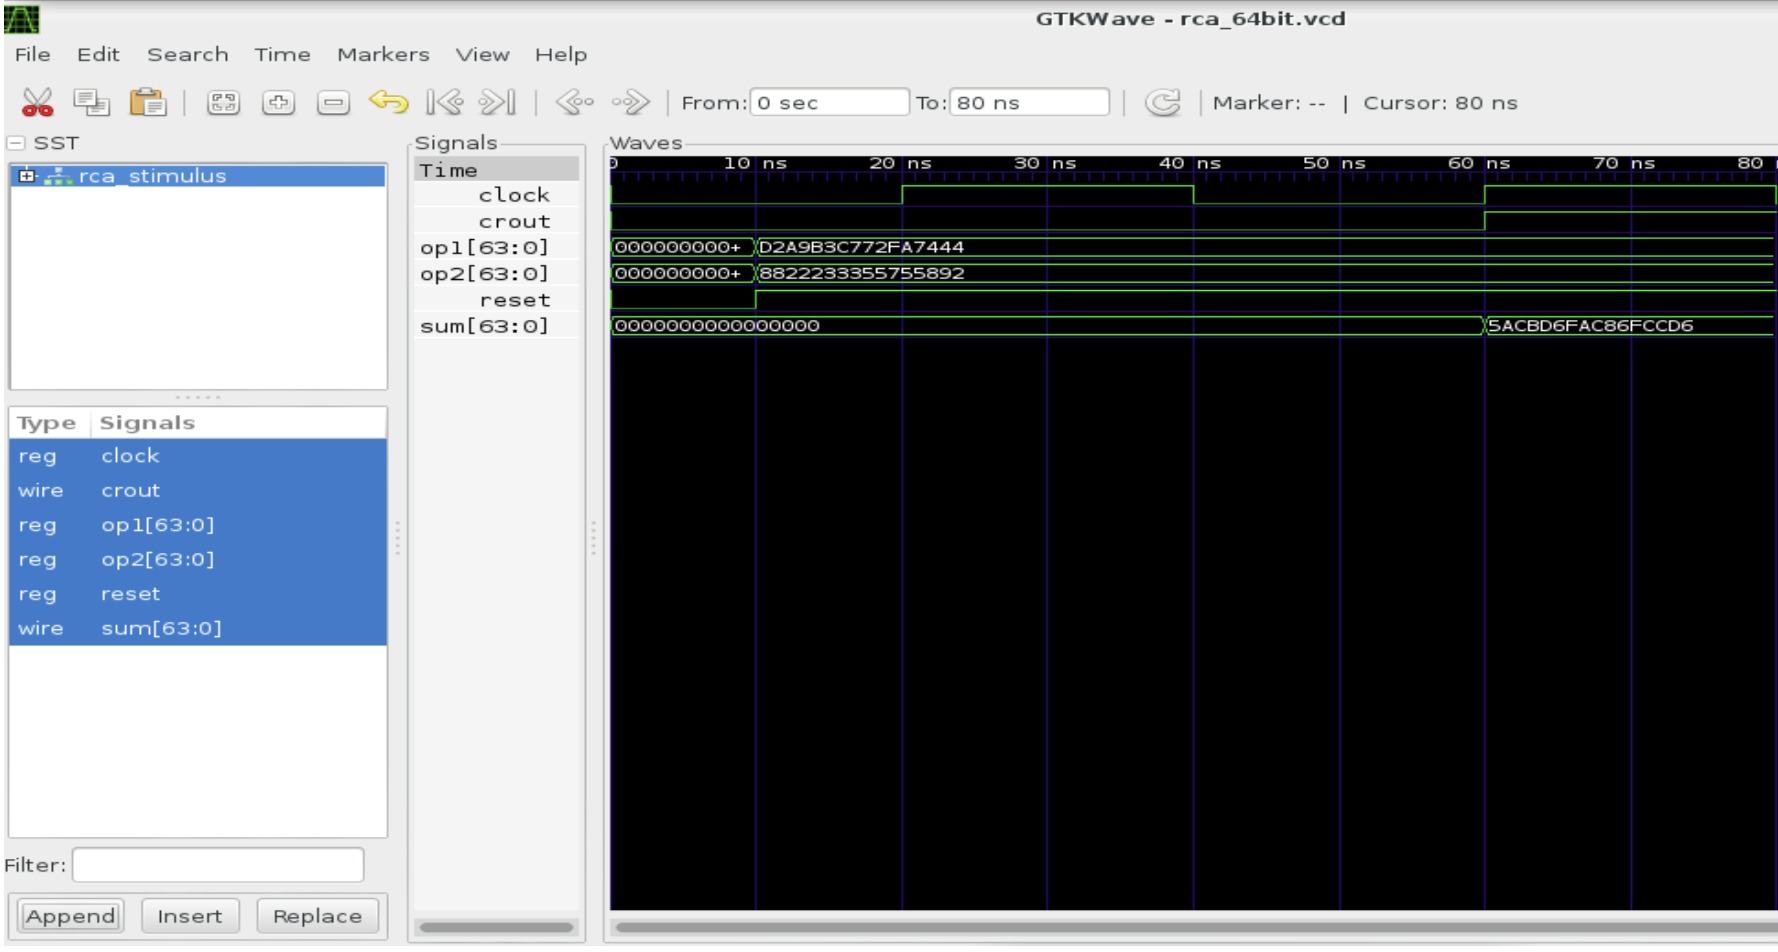 GTKWave - rca_64bit.vcd
File Edit Search Time Markers View Help
From: 0 sec To: 80 ns Marker: -- | Cursor: 80 ns
SST
rca_stimulus
Type Signals
reg clock
wire crout
reg op1[63:0]
reg op2[63:0]
reg reset
wire sum[63:0]
Filter:
Append Insert Replace
Signals
Time
clock
crout
op1[63:0]
op2[63:0]
reset
sum[63:0]
Waves
0 10 ns 20 ns 30 ns 40 ns 50 ns 60 ns 70 ns 80
000000000+ D2A9B3C772FA7444
000000000+ 8822233355755892
0000000000000000 5ACBD6FAC86FCCD6